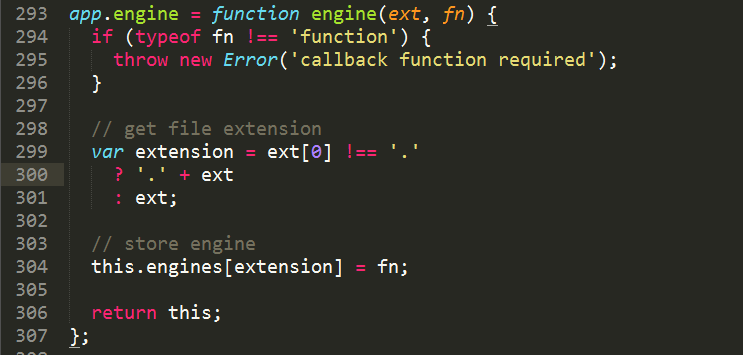 293 app.engine = function engine(ext, fn) {
294   if (typeof fn !== 'function') {
295     throw new Error('callback function required');
296   }
297
298   // get file extension
299   var extension = ext[0] !== '.'
300     ? '.' + ext
301     : ext;
302
303   // store engine
304   this.engines[extension] = fn;
305
306   return this;
307 };